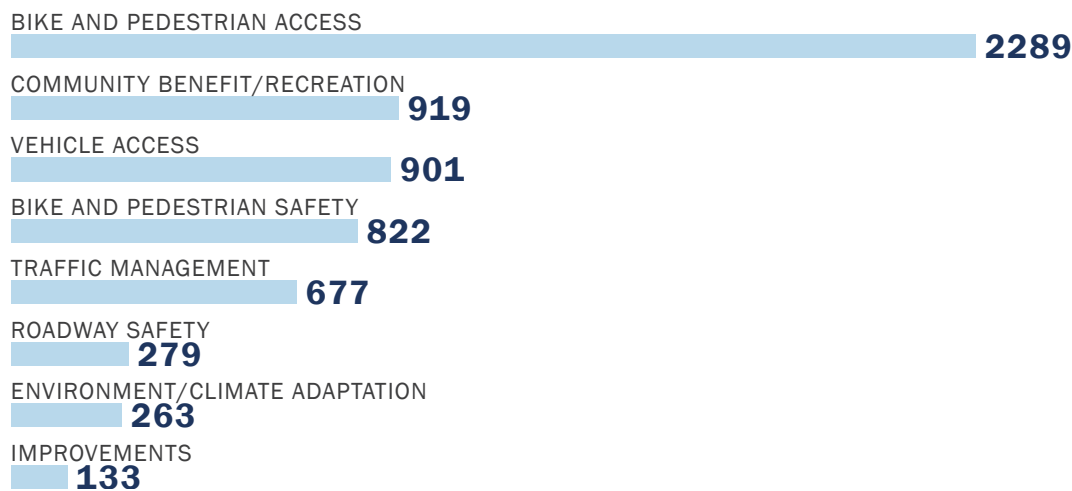 BIKE AND PEDESTRIAN ACCESS
2289
COMMUNITY BENEFIT/RECREATION
919
VEHICLE ACCESS
901
BIKE AND PEDESTRIAN SAFETY
822
TRAFFIC MANAGEMENT
677
ROADWAY SAFETY
279
ENVIRONMENT/CLIMATE ADAPTATION
263
IMPROVEMENTS
133